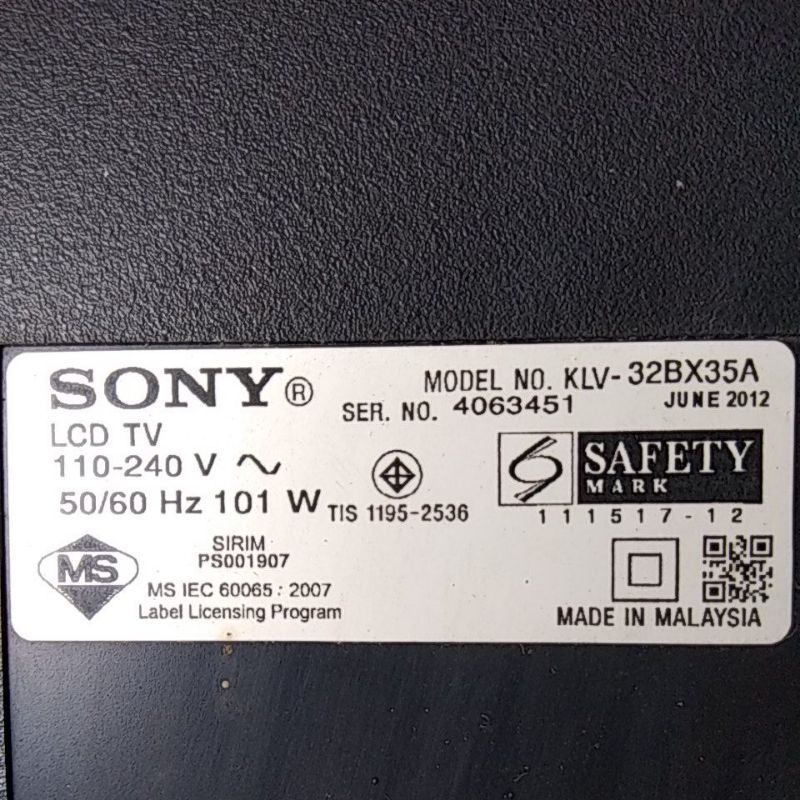 SONY®
MODEL NO. KLV-32BX35A
SER. NO. 4063451
JUNE 2012
LCD TV
110-240 V ~
50/60 Hz 101 W
TIS 1195-2536
S SAFETY
MARK
111517-12
MS
SIRIM
PS001907
MS IEC 60065 : 2007
Label Licensing Program
MADE IN MALAYSIA